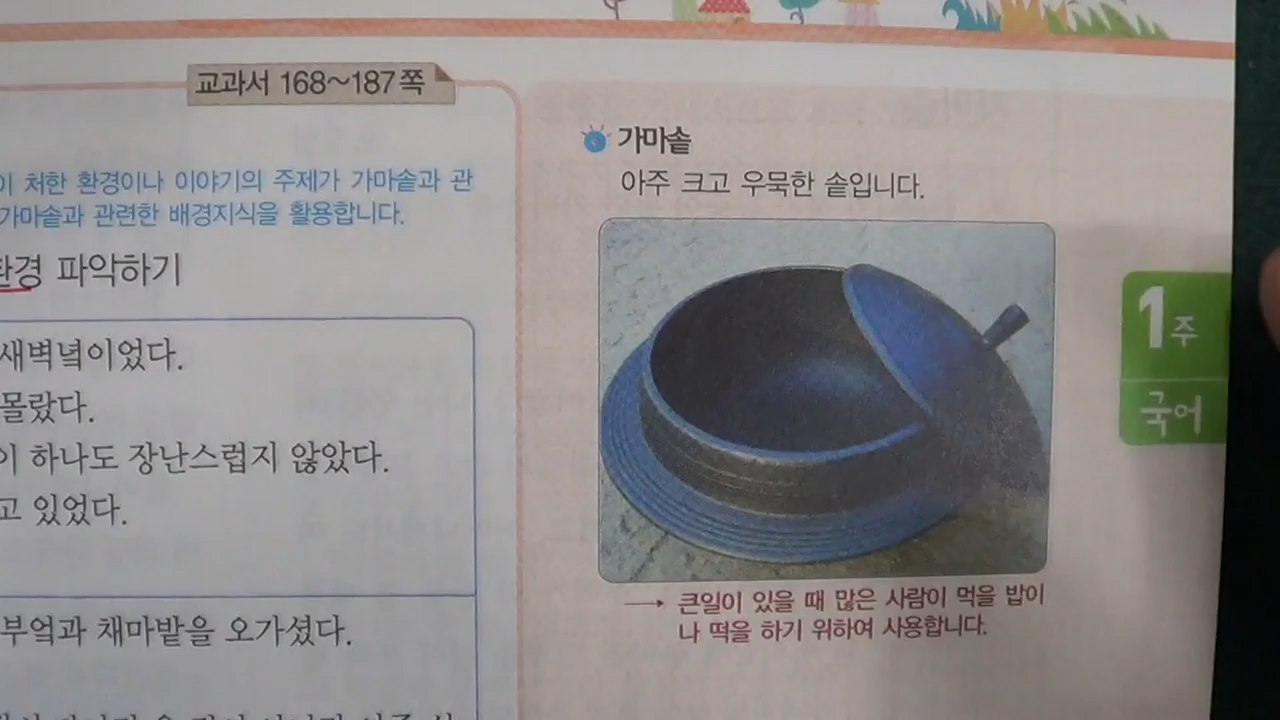 교과서 168~187쪽
이 처한 환경이나 이야기의 주제가 가마솥과 관
가마솥과 관련한 배경지식을 활용합니다.
환경 파악하기
새벽녘이었다.
몰랐다.
이 하나도 장난스럽지 않았다.
고 있었다.
부엌과 채마밭을 오가셨다.
가마솥
아주 크고 우묵한 솥입니다.
→ 큰일이 있을 때 많은 사람이 먹을 밥이
나 떡을 하기 위하여 사용합니다.
1주
국어